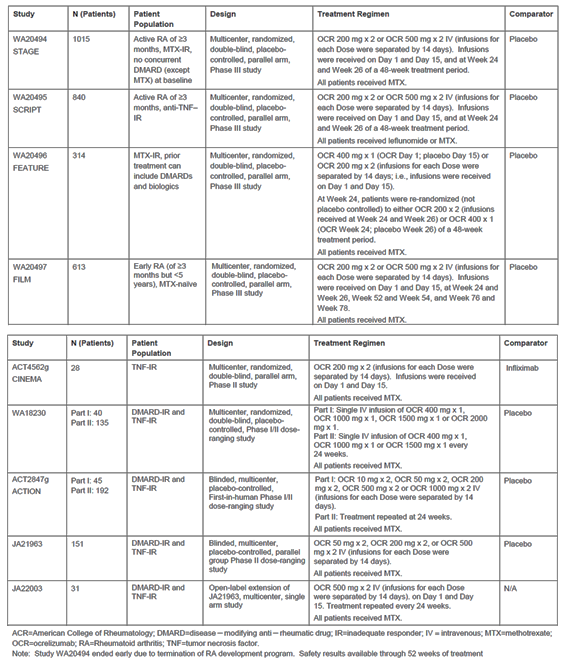 Study N (Patients) Patient Population Design Treatment Regimen Comparator
WA20494 STAGE
1015
Active RA of ≥3
months, MTX-IR,
no concurrent
DMARD (except
MTX) at baseline
Multicenter, randomized,
double-blind, placebo-
controlled, parallel arm,
Phase III study
OCR 200 mg x 2 or OCR 500 mg x 2 IV (infusions for
each Dose were separated by 14 days). Infusions
were received on Day 1 and Day 15, and at Week 24
and Week 26 of a 48-week treatment period.
All patients received MTX.
Placebo
WA20495
SCRIPT
840
Active RA of ≥3
months, anti-TNF–
IR
Multicenter, randomized,
double-blind, placebo-
controlled, parallel arm,
Phase III study
OCR 200 mg x 2 or OCR 500 mg x 2 IV (infusions for
each Dose were separated by 14 days). Infusions
were received on Day 1 and Day 15, and at Week 24
and Week 26 of a 48-week treatment period.
All patients received leflunomide or MTX.
Placebo
WA20496
FEATURE
314
MTX-IR, prior
treatment can
include DMARDs
and biologics
Multicenter, randomized,
double-blind, placebo-
controlled, parallel arm,
Phase III study
OCR 400 mg x 1 (OCR Day 1; placebo Day 15) or
OCR 200 mg x 2 (infusions for each Dose were
separated by 14 days; i.e., infusions were received
on Day 1 and Day 15).
At Week 24, patients were re-randomized (not
placebo controlled) to either OCR 200 x 2 (infusions
received at Week 24 and Week 26) or OCR 400 x 1
(OCR Week 24; placebo Week 26) of a 48-week
treatment period.
All patients received MTX.
Placebo
WA20497
FILM
613
Early RA (of ≥3
months but <5
years), MTX-naïve
Multicenter, randomized,
double-blind, placebo-
controlled, parallel arm,
Phase III study
OCR 200 mg x 2 or OCR 500 mg x 2 IV (infusions for
each Dose were separated by 14 days). Infusions
were received on Day 1 and Day 15, at Week 24 and
Week 26, Week 52 and Week 54, and Week 76 and
Week 78.
All patients received MTX.
Placebo
Study N (Patients) Patient Population Design Treatment Regimen Comparator
ACT4562g
CINEMA
28
TNF-IR
Multicenter, randomized,
double-blind, parallel arm,
Phase II study
OCR 200 mg x 2 (infusions for each Dose were
separated by 14 days). Infusions were received
on Day 1 and Day 15.
All patients received MTX.
Infliximab
WA18230
Part I: 40
Part II: 135
DMARD-IR and
TNF-IR
Multicenter, randomized,
double-blind, placebo-
controlled, Phase I/II dose-
ranging study
Part I: Single IV infusion of OCR 400 mg x 1,
OCR 1000 mg x 1, OCR 1500 mg x 1 or OCR 2000
mg x 1.
Part II: Single infusion of OCR 400 mg x 1,
OCR 1000 mg x 1 or OCR 1500 mg x 1 every
24 weeks.
All patients received MTX.
Placebo
ACT2847g
ACTION
Part I: 45
Part II: 192
DMARD-IR and
TNF-IR
Blinded, multicenter,
placebo-controlled,
First-in-human Phase I/II
dose-ranging study
Part I: OCR 10 mg x 2, OCR 50 mg x 2, OCR 200
mg x 2, OCR 500 mg x 2 or OCR 1000 mg x 2 IV
(infusions for each Dose were separated by 14
days).
Part II: Treatment repeated at 24 weeks.
All patients received MTX.
Placebo
JA21963
151
DMARD-IR and
TNF-IR
Blinded, multicenter,
placebo-controlled, parallel
group Phase II dose-ranging
study
OCR 50 mg x 2, OCR 200 mg x 2, or OCR 500
mg x 2 IV (infusions for each Dose were
separated by 14 days).
All patients received MTX.
Placebo
JA22003
31
DMARD-IR and
TNF-IR
Open-label extension of
JA21963, multicenter, single
arm study
OCR 500 mg x 2 IV (infusions for each Dose
were separated by 14 days). on Day 1 and Day
15. Treatment repeated every 24 weeks.
All patients received MTX.
N/A
ACR=American College of Rheumatology; DMARD=disease−modifying anti−rheumatic drug; IR=inadequate responder; IV = intravenous; MTX=methotrexate;
OCR=ocrelizumab; RA=Rheumatoid arthritis; TNF=tumor necrosis factor.
Note: Study WA20494 ended early due to termination of RA development program. Safety results available through 52 weeks of treatment